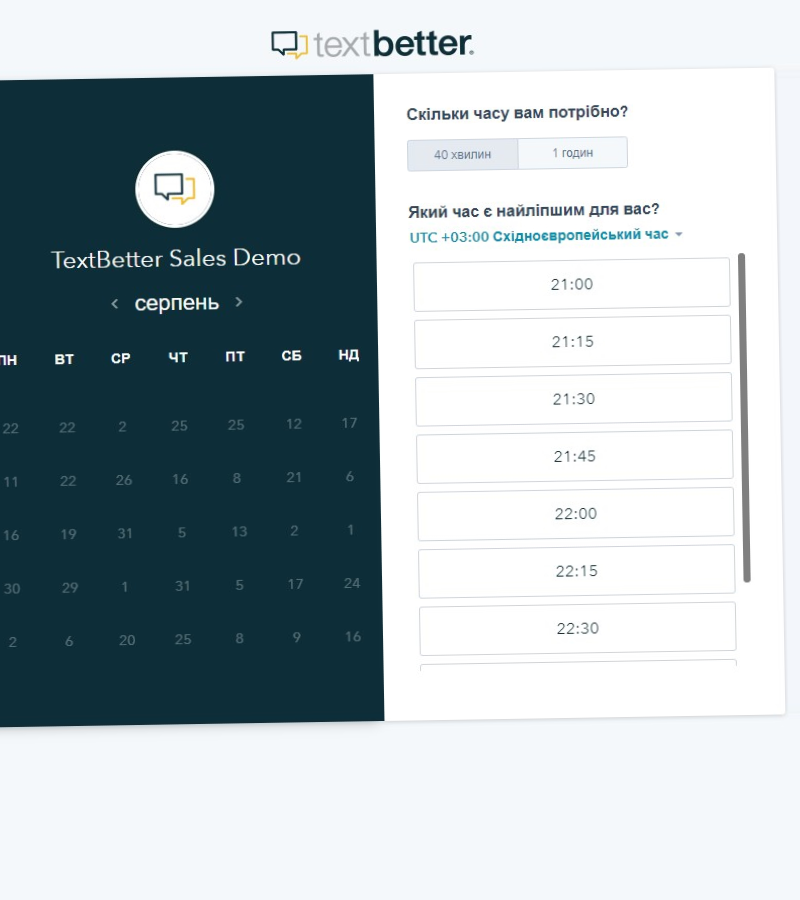 textbetter.
TextBetter Sales Demo
серпень
ПН ВТ СР ЧТ ПТ СБ НД
22 22 2 25 25 12 17
11 22 26 16 8 21 6
16 19 31 5 13 2 1
30 29 1 31 5 17 24
2 6 20 25 8 9 16
Скільки часу вам потрібно?
40 хвилин 1 годин
Який час є найліпшим для вас?
UTC +03:00 Східноєвропейський час
21:00
21:15
21:30
21:45
22:00
22:15
22:30